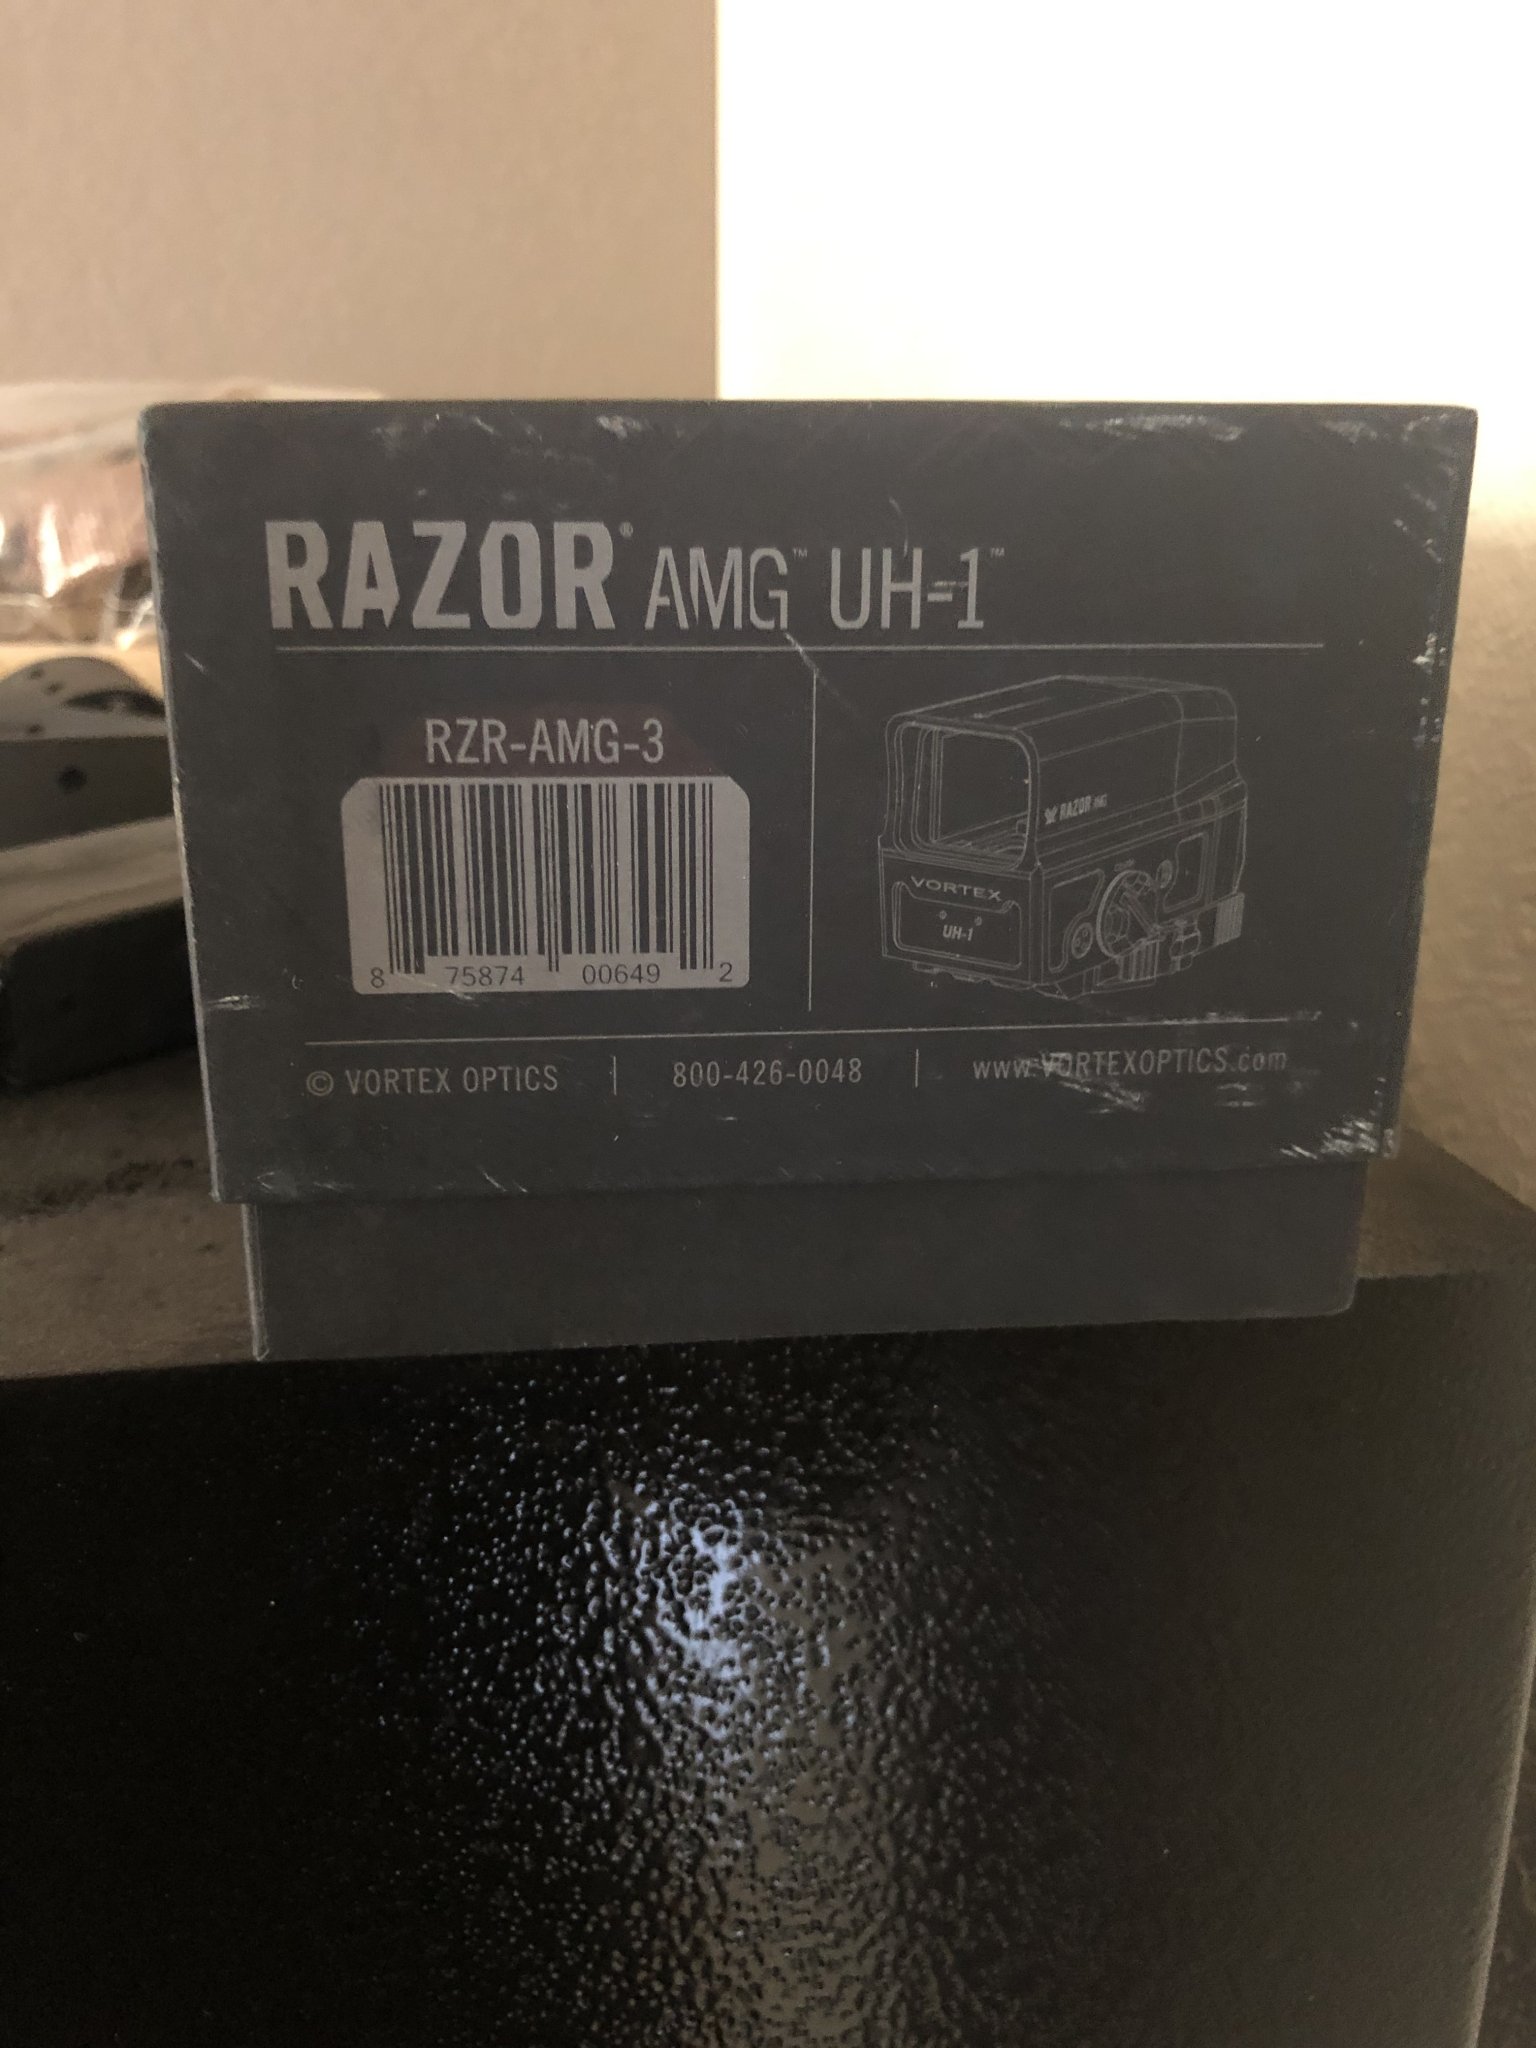 RAZOR® AMG™ UH-1™
RZR-AMG-3
8 75874 00649 2
RAZOR AMG
VORTEX
UH-1
© VORTEX OPTICS | 800-426-0048 | www.VORTEXOPTICS.com